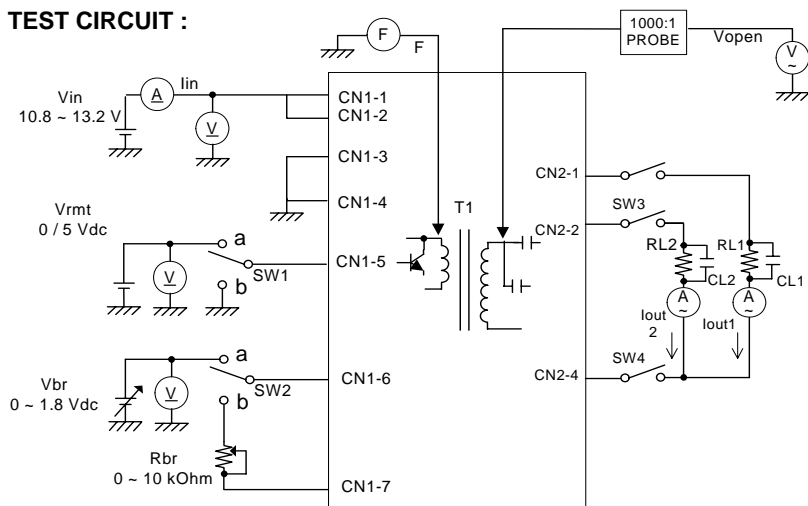 TEST CIRCUIT :
F
F
1000:1
PROBE
Vopen
V
~
Vin
10.8 ~ 13.2 V
A
Iin
V
CN1-1
CN1-2
CN1-3
CN1-4
Vrmt
0 / 5 Vdc
V
a
b
SW1
CN1-5
T1
CN2-1
SW3
CN2-2
RL2
CL2
RL1
CL1
A
~
A
~
Iout
2
Iout1
SW4
CN2-4
Vbr
0 ~ 1.8 Vdc
V
a
b
SW2
CN1-6
Rbr
0 ~ 10 kOhm
CN1-7